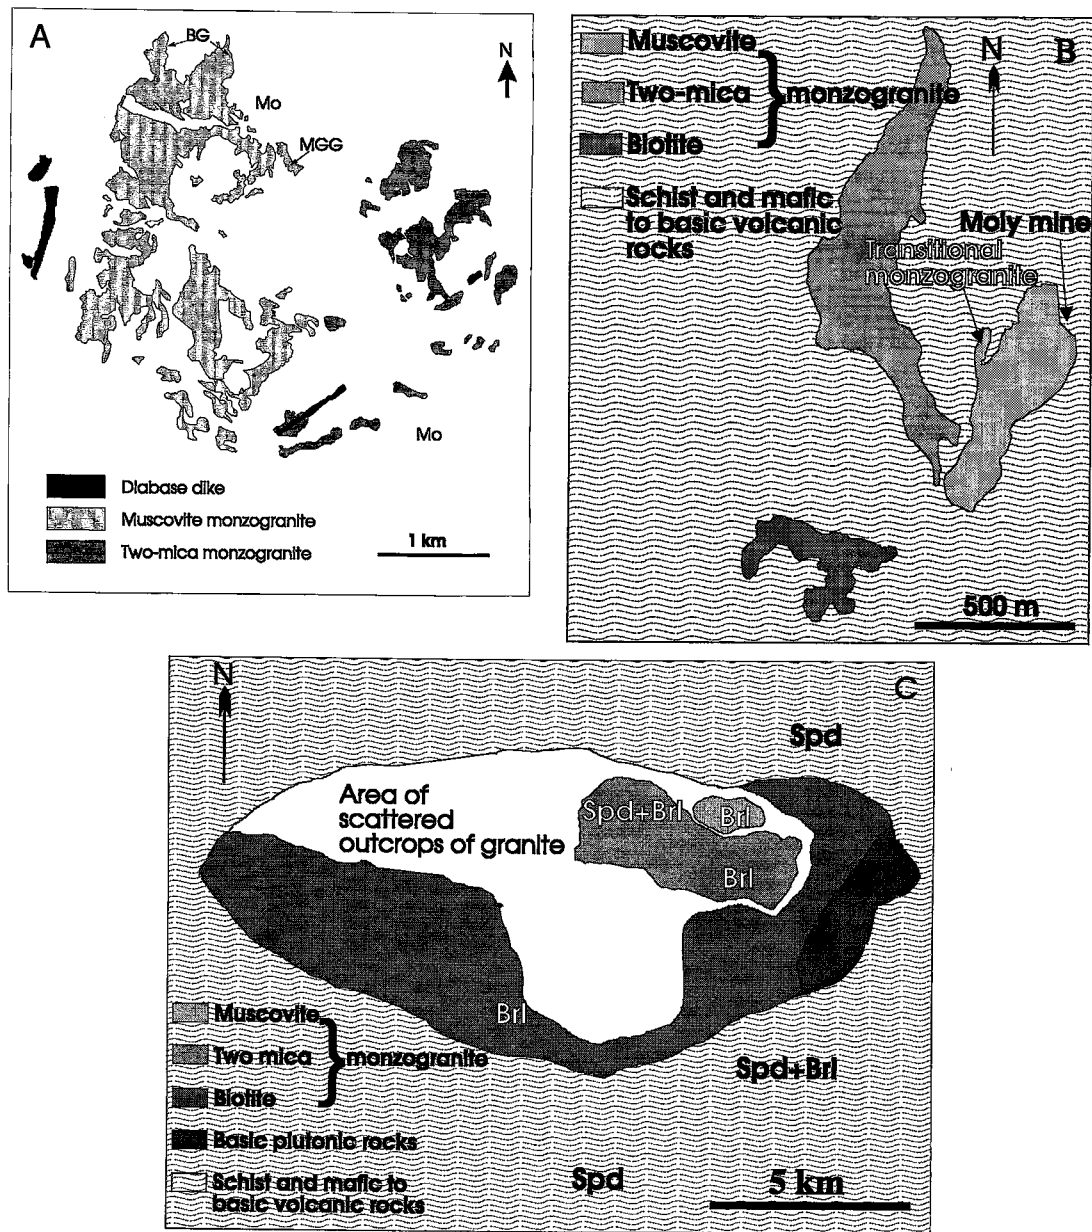 A
BG
N
Mo
MGG
Mo
Diabase dike
Muscovite monzogranite
Two-mica monzogranite
1 km
B
N
Muscovite
Two-mica
monzogranite
Biotite
Schist and mafic
to basic volcanic
rocks
Moly mine
Transitional
monzogranite
500 m
C
N
Spd
Area of
scattered
outcrops of granite
Spd+Brl
Brl
Brl
Brl
Muscovite
Two mica
monzogranite
Biotite
Basic plutonic rocks
Schist and mafic to
basic volcanic rocks
Spd+Brl
Spd
5 km